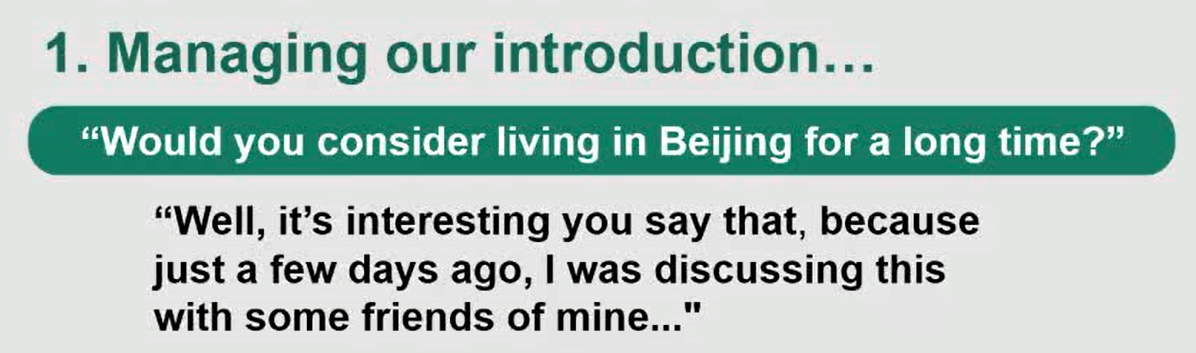 1. Managing our introduction...
“Would you consider living in Beijing for a long time?”
“Well, it’s interesting you say that, because
just a few days ago, I was discussing this
with some friends of mine..."